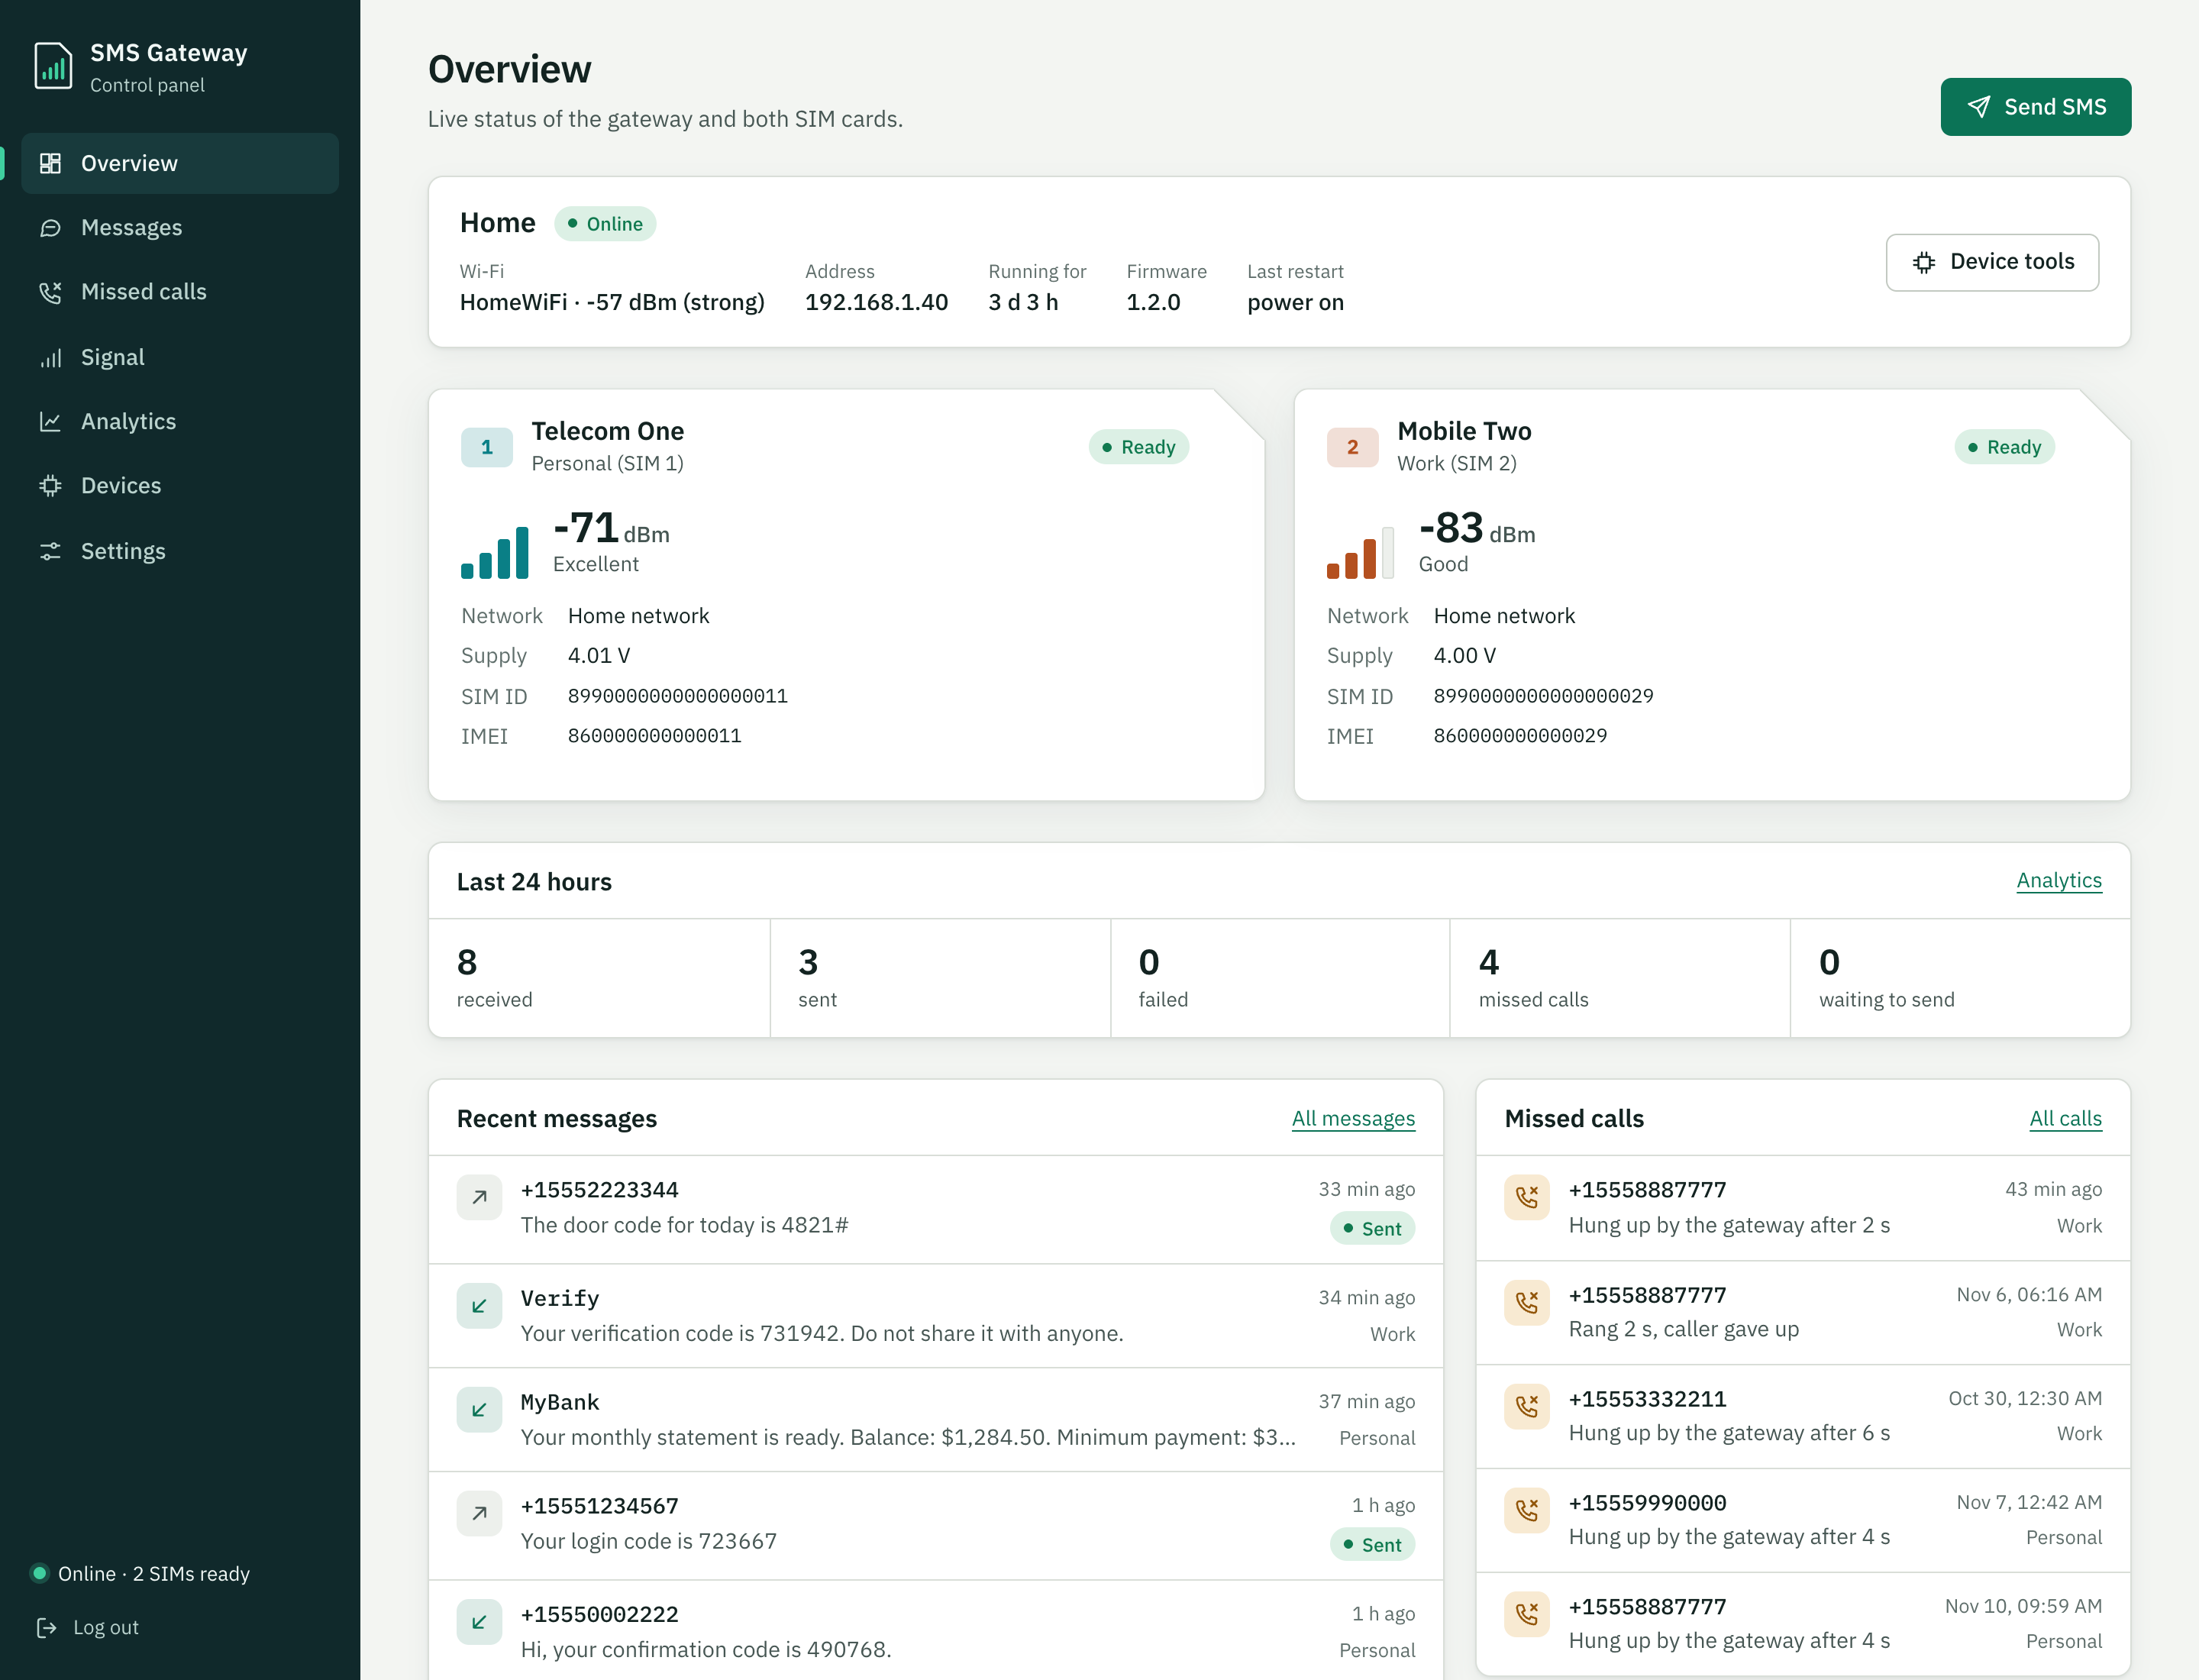 SMS Gateway
Control panel
Overview
Messages
Missed calls
Signal
Analytics
Devices
Settings
Online · 2 SIMs ready
Log out
Overview
Live status of the gateway and both SIM cards.
Send SMS
Home
Online
Wi-Fi
HomeWiFi · -57 dBm (strong)
Address
192.168.1.40
Running for
3 d 3 h
Firmware
1.2.0
Last restart
power on
Device tools
1
Telecom One
Personal (SIM 1)
Ready
-71 dBm
Excellent
Network Home network
Supply 4.01 V
SIM ID 8990000000000000011
IMEI 860000000000011
2
Mobile Two
Work (SIM 2)
Ready
-83 dBm
Good
Network Home network
Supply 4.00 V
SIM ID 8990000000000000029
IMEI 860000000000029
Last 24 hours
Analytics
8
received
3
sent
0
failed
4
missed calls
0
waiting to send
Recent messages
All messages
+15552223344
33 min ago
The door code for today is 4821#
Sent
Verify
34 min ago
Your verification code is 731942. Do not share it with anyone.
Work
MyBank
37 min ago
Your monthly statement is ready. Balance: $1,284.50. Minimum payment: $3...
Personal
+15551234567
1 h ago
Your login code is 723667
Sent
+15550002222
1 h ago
Hi, your confirmation code is 490768.
Personal
Missed calls
All calls
+15558887777
43 min ago
Hung up by the gateway after 2 s
Work
+15558887777
Nov 6, 06:16 AM
Rang 2 s, caller gave up
Work
+15553332211
Oct 30, 12:30 AM
Hung up by the gateway after 6 s
Work
+15559990000
Nov 7, 12:42 AM
Hung up by the gateway after 4 s
Personal
+15558887777
Nov 10, 09:59 AM
Hung up by the gateway after 4 s
Personal